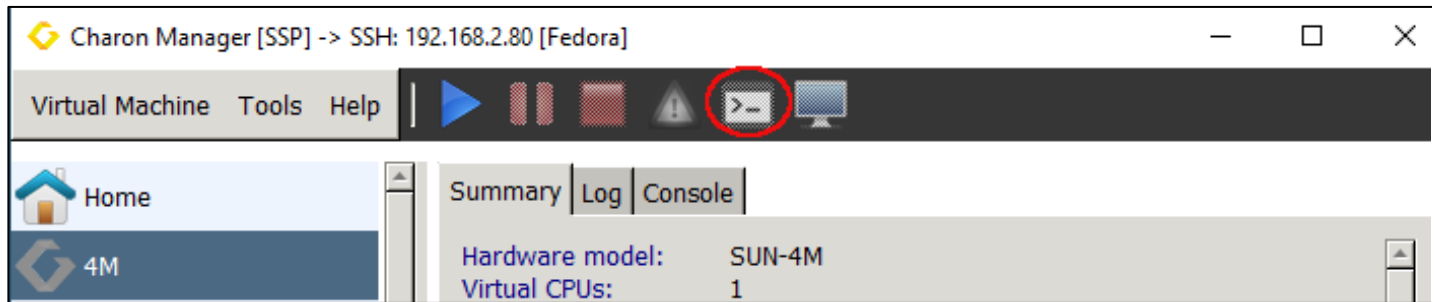 Charon Manager [SSP] -> SSH: 192.168.2.80 [Fedora]
Virtual Machine Tools Help
>_
Home
4M
Summary Log Console
Hardware model: SUN-4M
Virtual CPUs: 1